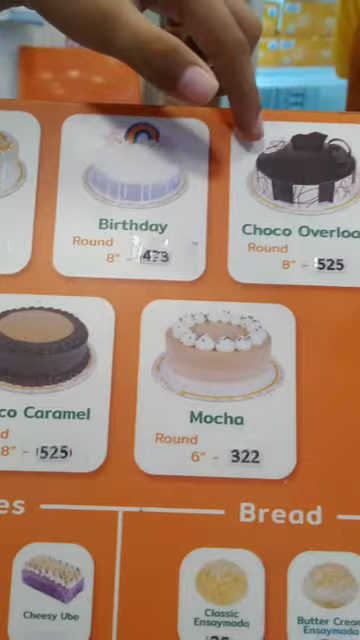 Birthday
Round
8" - 473
Choco Overloa
Round
8" - 525
co Caramel
d
8" - (525)
Mocha
Round
6" - 322
es
Bread
Cheesy Ube
Classic
Ensaymada
Butter Crea
Ensaymada